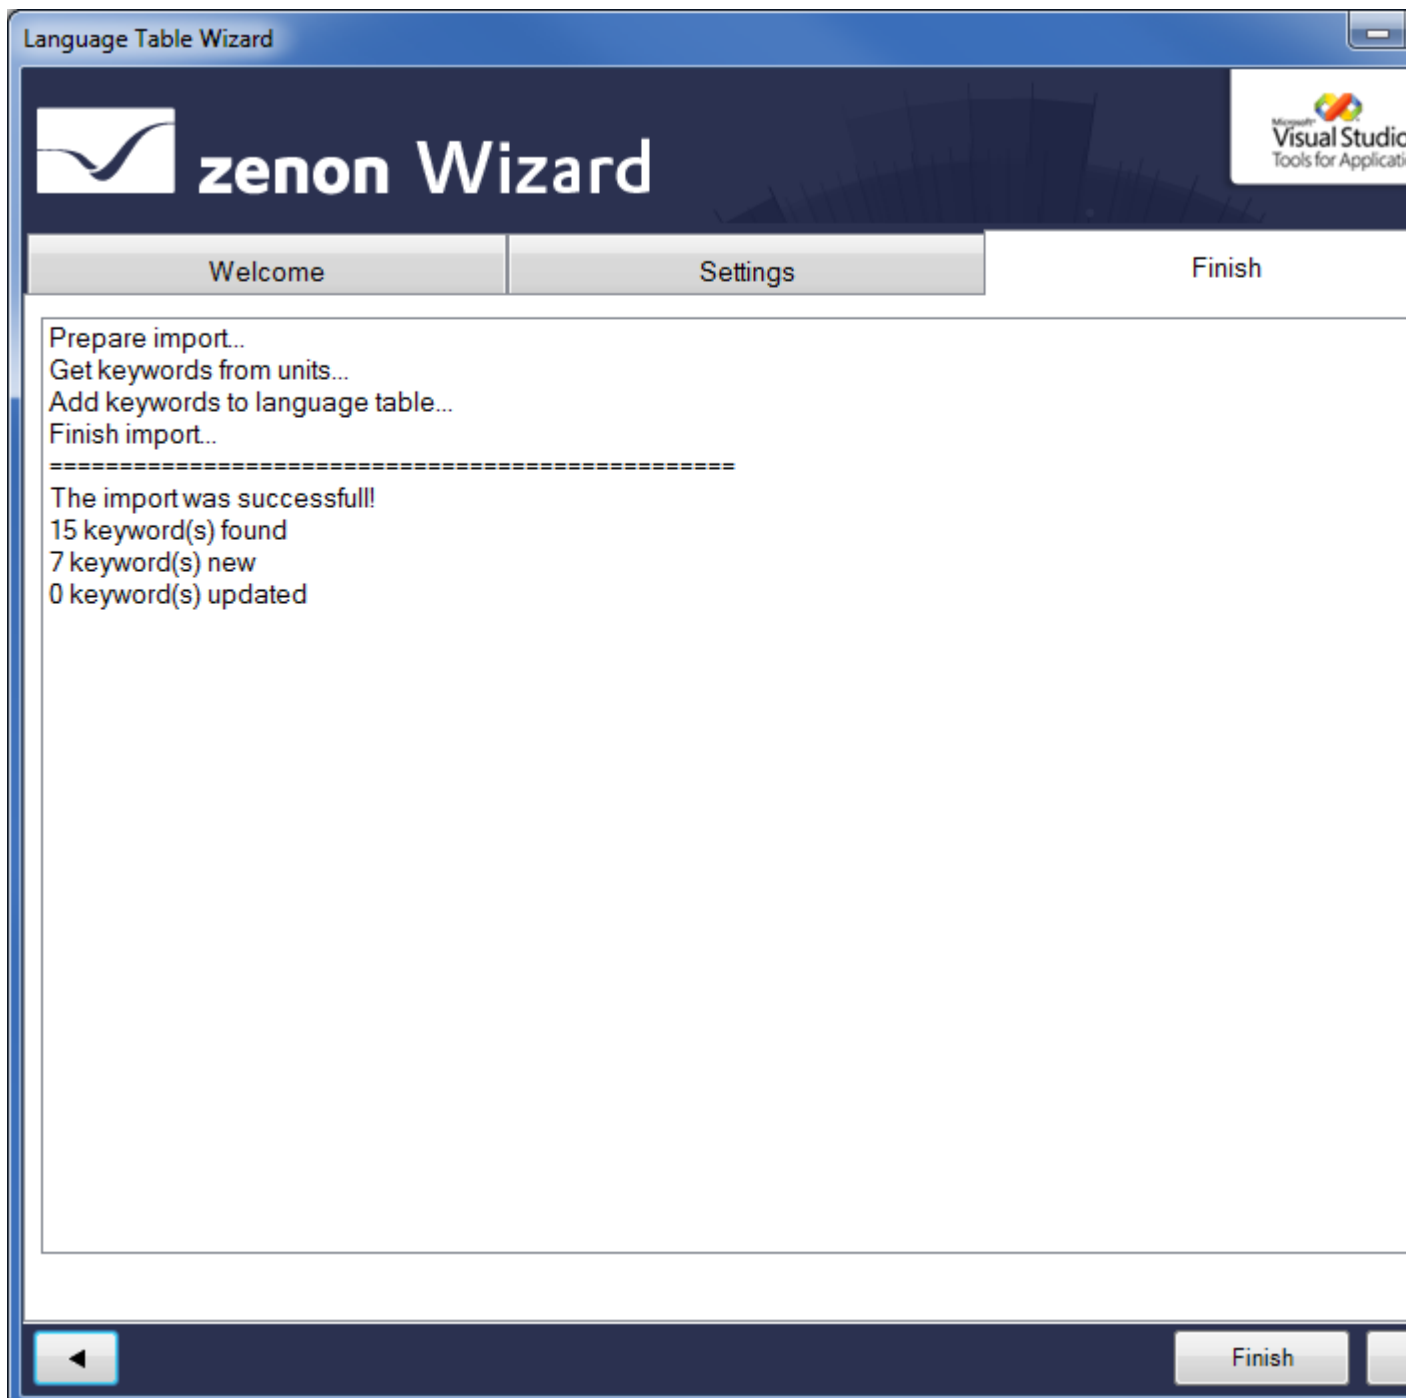 Language Table Wizard
zenon Wizard
Microsoft
Visual Studio
Tools for Applicati
Welcome
Settings
Finish
Prepare import...
Get keywords from units...
Add keywords to language table...
Finish import...
=================================================
The import was successfull!
15 keyword(s) found
7 keyword(s) new
0 keyword(s) updated
Finish